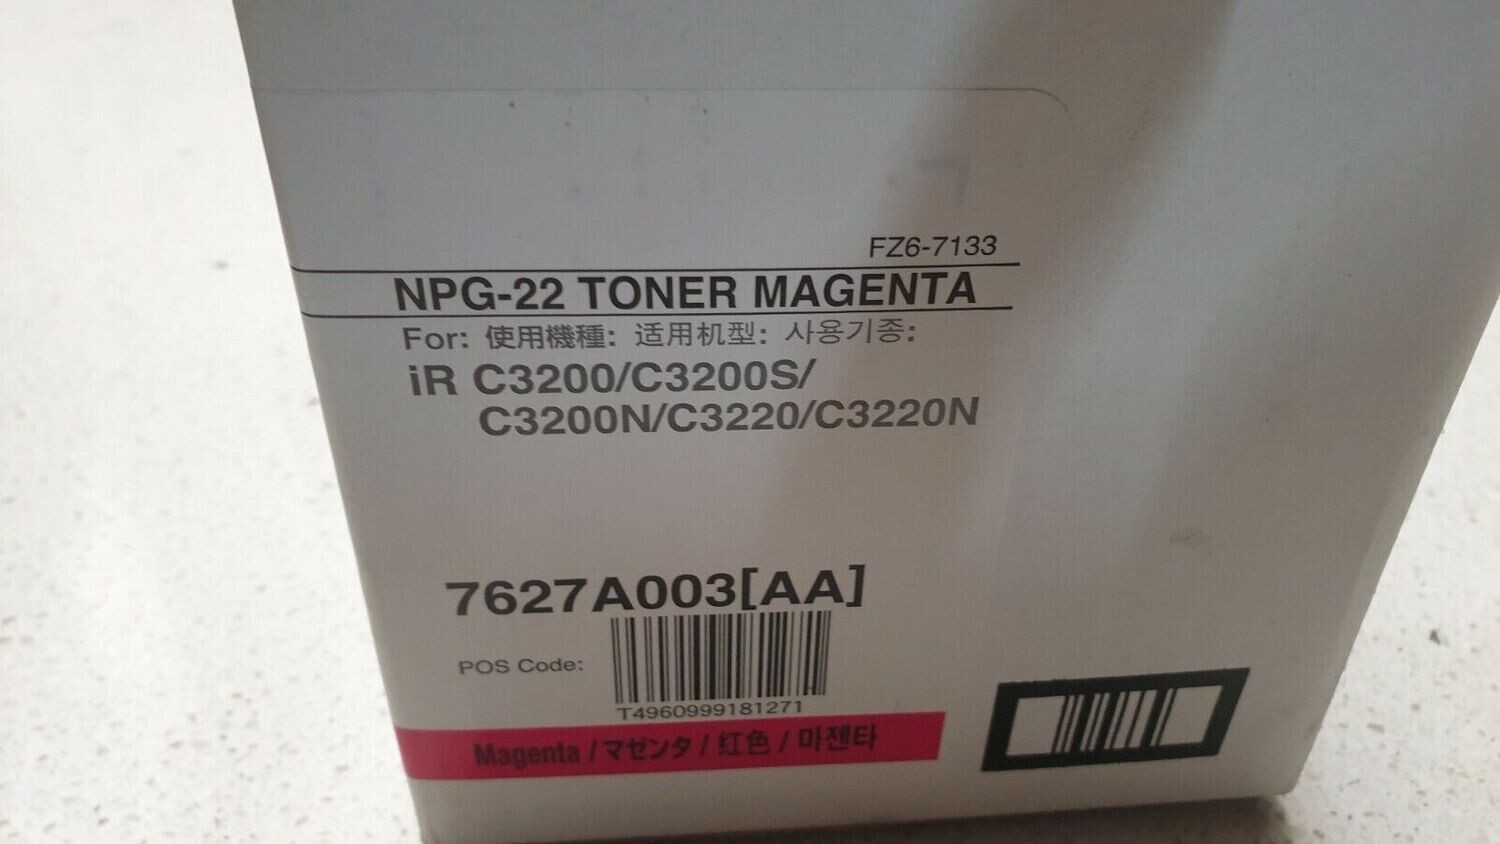 FZ6-7133
NPG-22 TONER MAGENTA
For: 使用機種: 适用机型: 사용기종:
iR C3200/C3200S/
C3200N/C3220/C3220N
7627A003[AA]
POS Code:
T4960999181271
Magenta / マゼンタ / 红色 / 마젠타